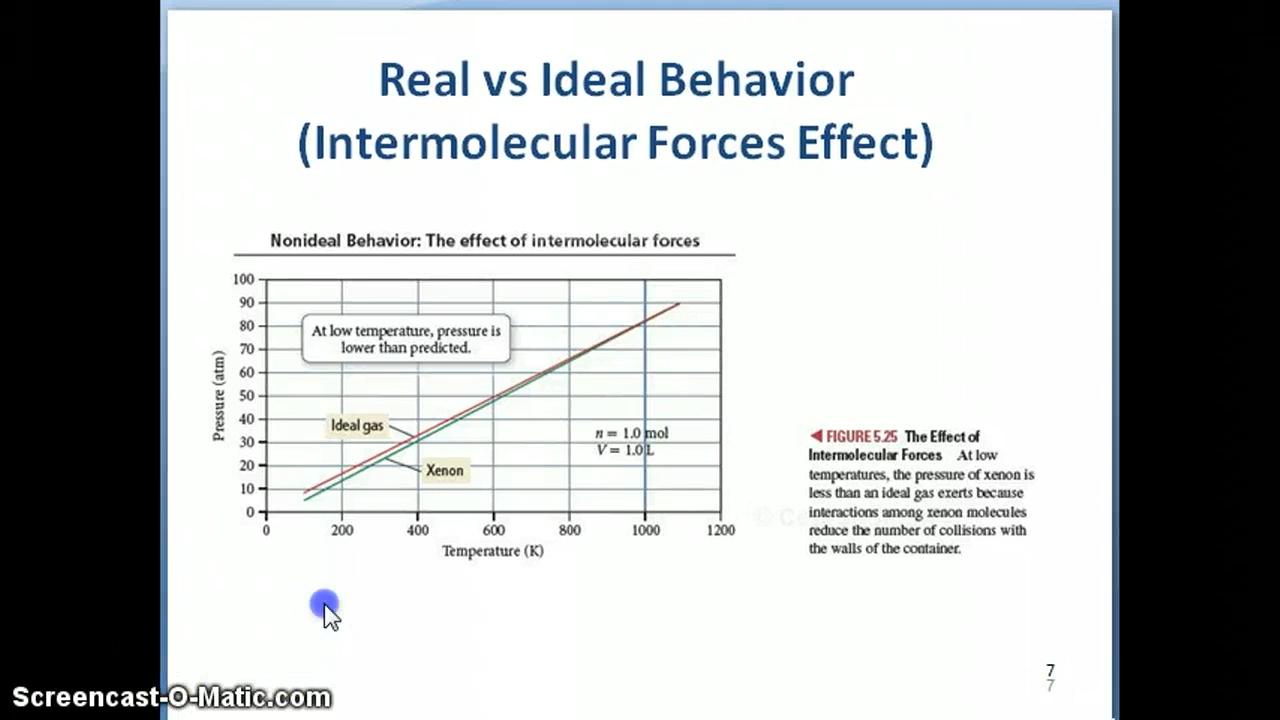 Real vs Ideal Behavior
(Intermolecular Forces Effect)
Nonideal Behavior: The effect of intermolecular forces
100
90
80
70
60
50
40
30
20
10
0
Pressure (atm)
At low temperature, pressure is
lower than predicted.
Ideal gas
Xenon
n = 1.0 mol
V = 1.0 L
0 200 400 600 800 1000 1200
Temperature (K)
◀ FIGURE 5.25 The Effect of
Intermolecular Forces At low
temperatures, the pressure of xenon is
less than an ideal gas exerts because
interactions among xenon molecules
reduce the number of collisions with
the walls of the container.
7
7
Screencast-O-Matic.com